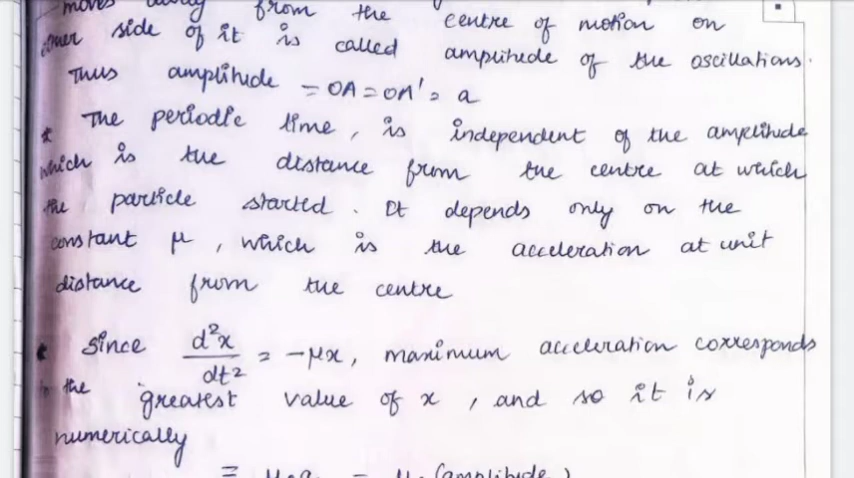 moves away from the
centre of motion on
side of it is called amplitude of the oscillations.
Thus amplitude = OA = OA' = a
* The periodic time, is independent of the amplitude
which is the distance from the centre at which
the particle started. It depends only on the
constant μ, which is the acceleration at unit
distance from the centre
* Since d²x/dt² = -μx, maximum acceleration corresponds
the greatest value of x, and so it is
numerically
= μ.a = μ.(amplitude)